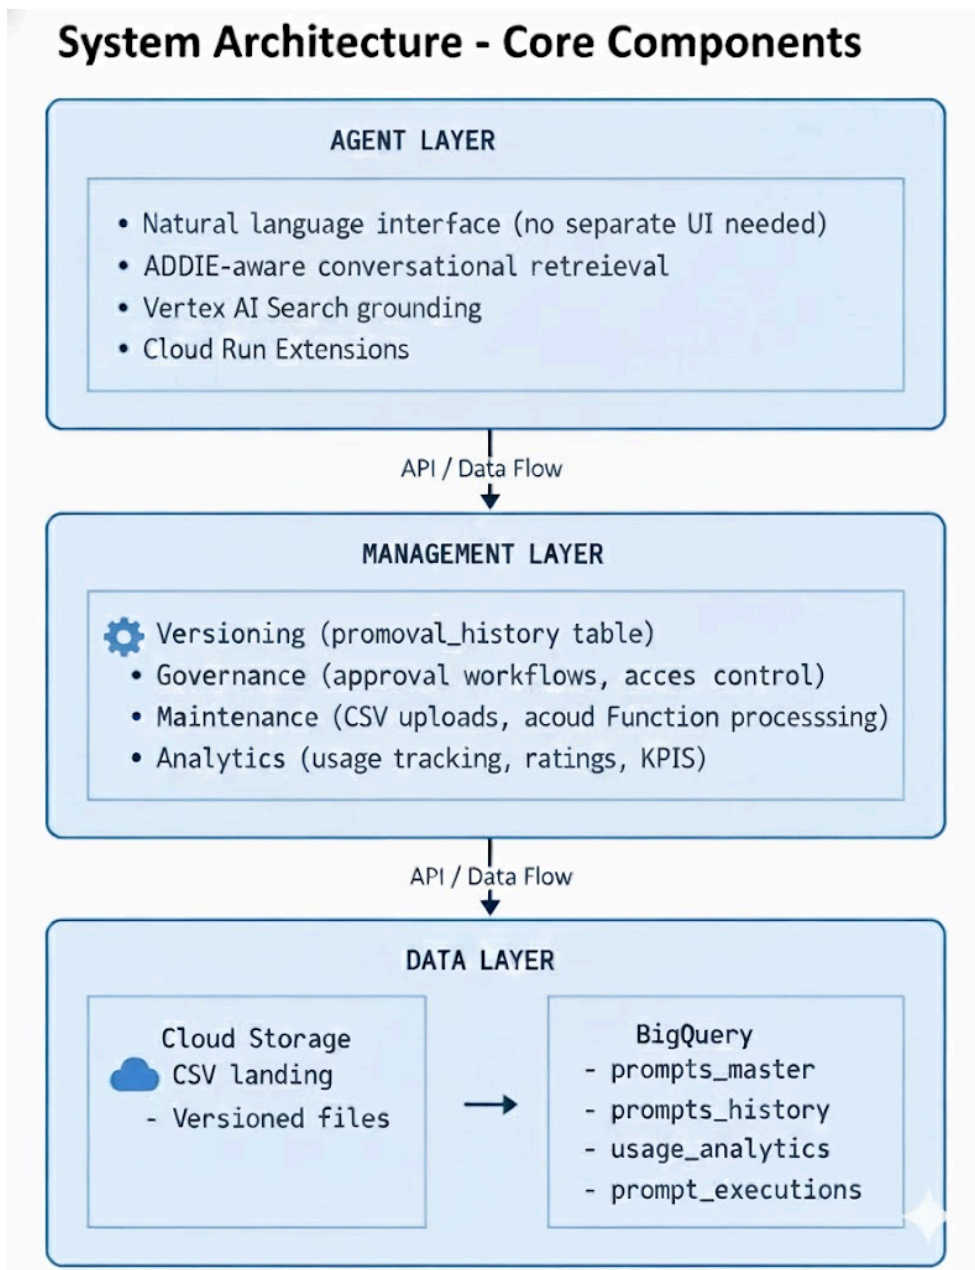 System Architecture - Core Components
AGENT LAYER
• Natural language interface (no separate UI needed)
• ADDIE-aware conversational retreieval
• Vertex AI Search grounding
• Cloud Run Extensions
API / Data Flow
MANAGEMENT LAYER
Versioning (promoval_history table)
• Governance (approval workflows, acces control)
• Maintenance (CSV uploads, acoud Function processsing)
• Analytics (usage tracking, ratings, KPIS)
API / Data Flow
DATA LAYER
Cloud Storage
CSV landing
- Versioned files
BigQuery
- prompts_master
- prompts_history
- usage_analytics
- prompt_executions